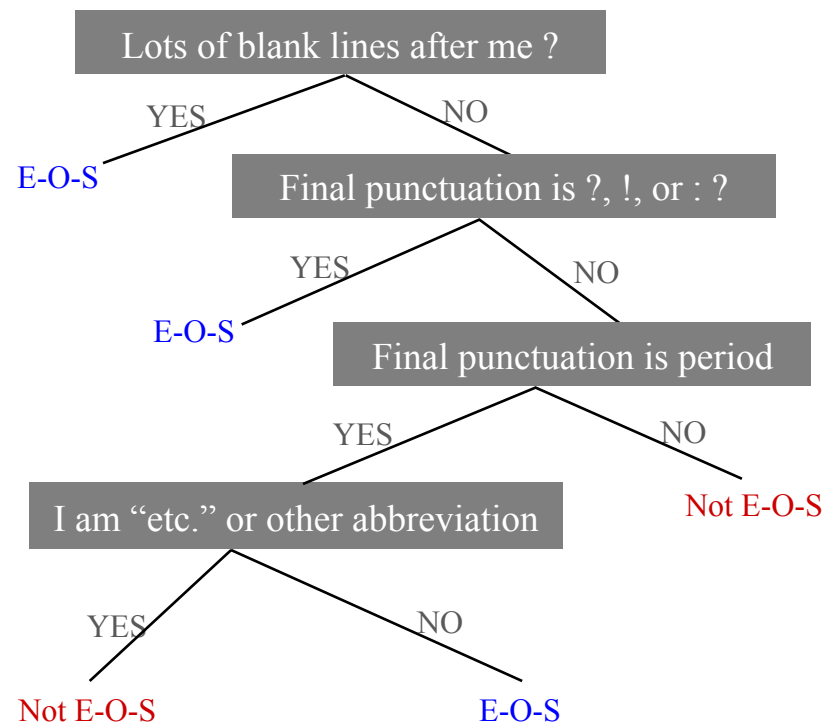 Lots of blank lines after me ?
YES
NO
E-O-S
Final punctuation is ?, !, or : ?
YES
NO
E-O-S
Final punctuation is period
YES
NO
Not E-O-S
I am “etc.” or other abbreviation
YES
NO
Not E-O-S
E-O-S